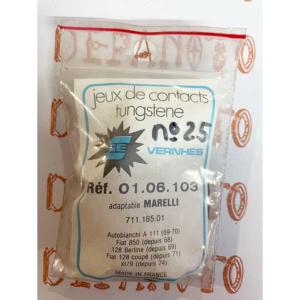 jeux de contacts
tungstene
nº 25
VERNHES
Réf. 01.06.103
adaptable MARELLI
711.185.01
Autobianchi A 111 (69-70)
Fiat 850 (depuis 68)
128 Berline (depuis 69)
Fiat 128 coupé (depuis 71)
X1/9 (depuis 74)
MADE IN FRANCE